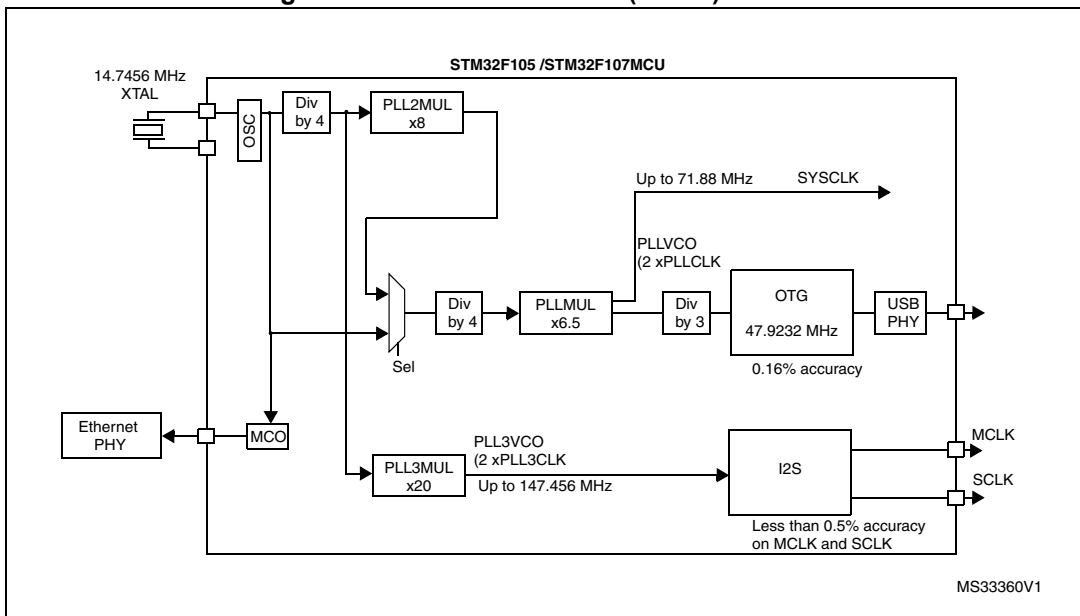 STM32F105 /STM32F107MCU
14.7456 MHz
XTAL
OSC
Div
by 4
PLL2MUL
x8
Up to 71.88 MHz
SYSCLK
PLLVCO
(2 xPLLCLK
Div
by 4
PLLMUL
x6.5
Div
by 3
OTG
47.9232 MHz
USB
PHY
Sel
0.16% accuracy
Ethernet
PHY
MCO
PLL3MUL
x20
PLL3VCO
(2 xPLL3CLK
Up to 147.456 MHz
I2S
MCLK
SCLK
Less than 0.5% accuracy
on MCLK and SCLK
MS33360V1